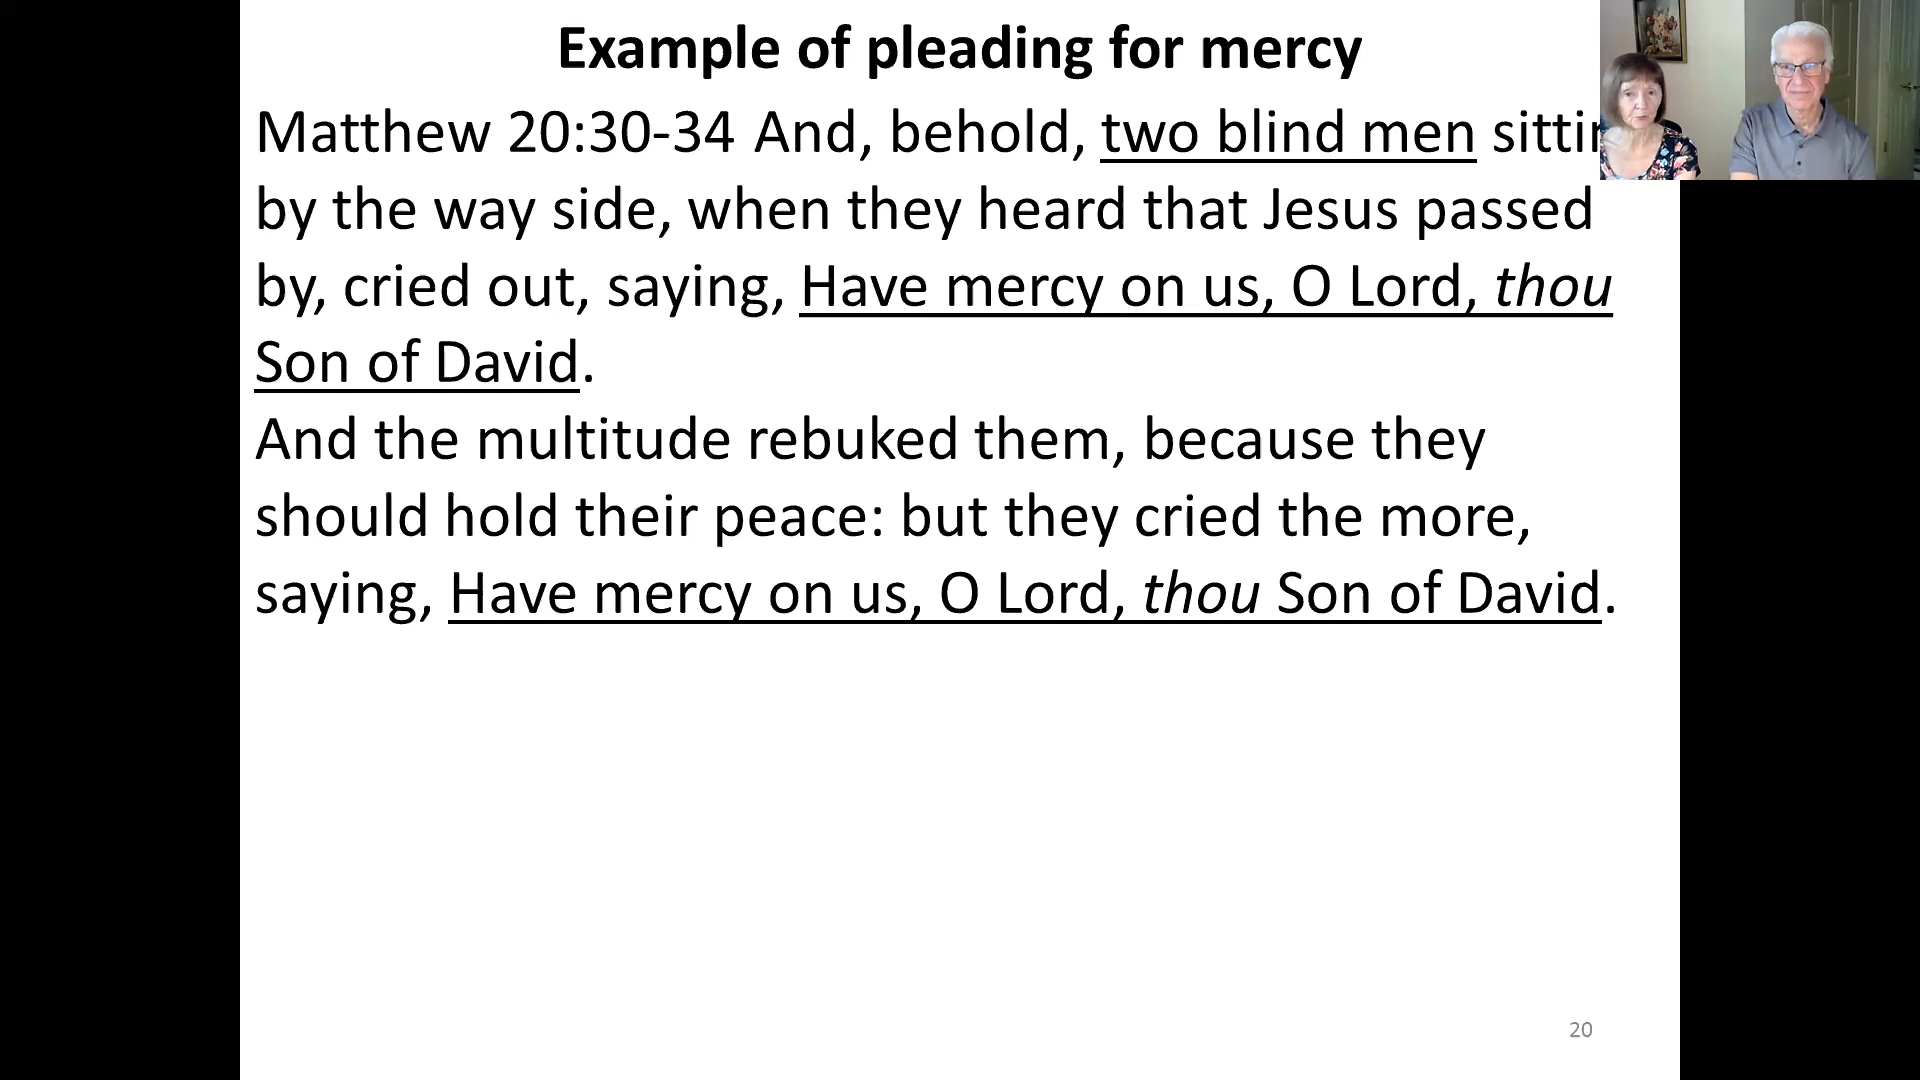 Example of pleading for mercy
Matthew 20:30-34 And, behold, two blind men
by the way side, when they heard that Jesus passed
by, cried out, saying, Have mercy on us, O Lord, thou
Son of David.
And the multitude rebuked them, because they
should hold their peace: but they cried the more,
saying, Have mercy on us, O Lord, thou Son of David.
20